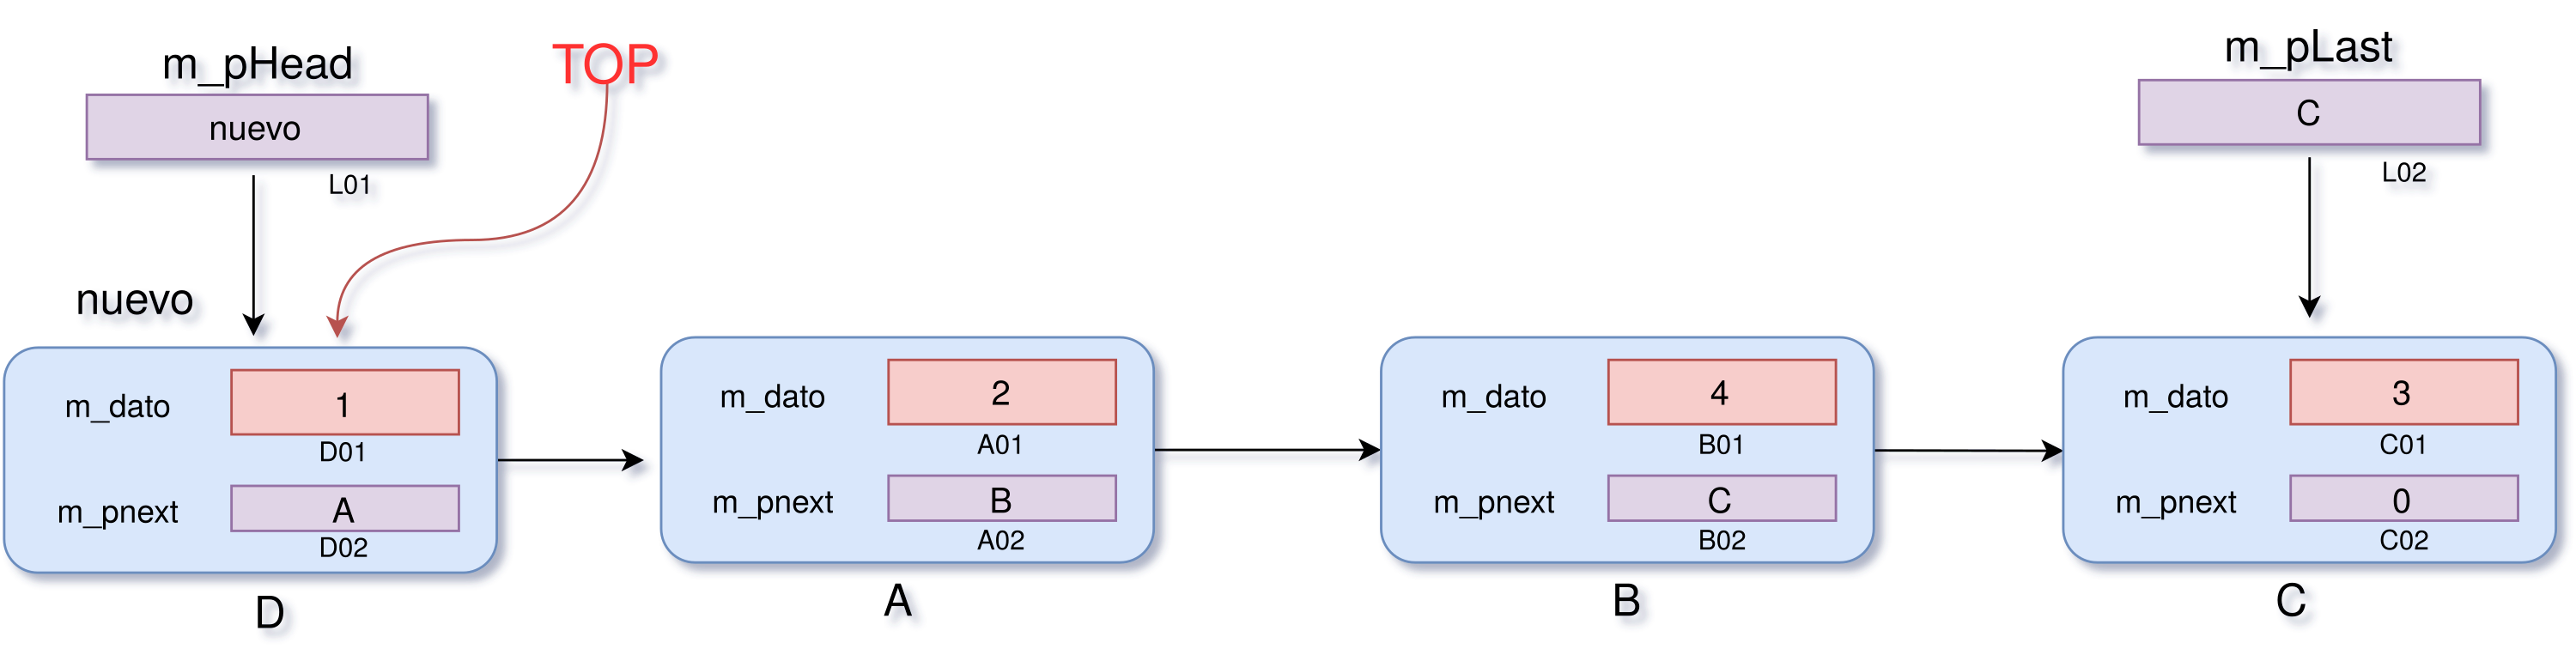 m_pHead
TOP
m_pLast
nuevo
C
L01
L02
nuevo
m_dato
1
D01
m_pnext
A
D02
D
m_dato
2
A01
m_pnext
B
A02
A
m_dato
4
B01
m_pnext
C
B02
B
m_dato
3
C01
m_pnext
0
C02
C